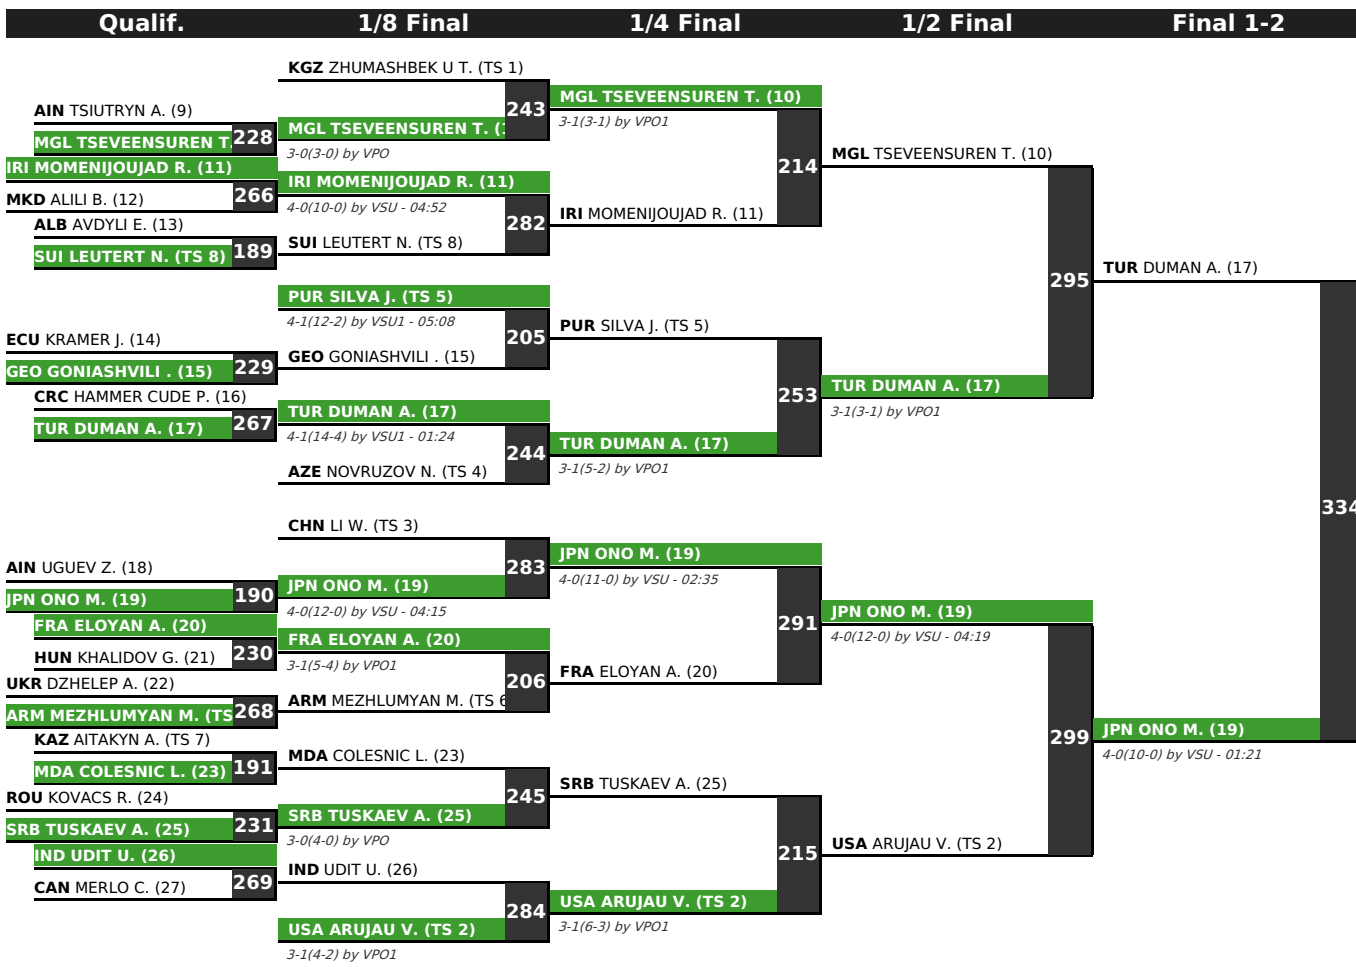 Qualif.
1/8 Final
1/4 Final
1/2 Final
Final 1-2
AIN TSIUTRYN A. (9)
MGL TSEVEENSUREN T.
228
IRI MOMENIJOUJAD R. (11)
MKD ALILI B. (12)
266
ALB AVDYLI E. (13)
SUI LEUTERT N. (TS 8)
189
ECU KRAMER J. (14)
GEO GONIASHVILI . (15)
229
CRC HAMMER CUDE P. (16)
TUR DUMAN A. (17)
267
AIN UGUEV Z. (18)
JPN ONO M. (19)
190
FRA ELOYAN A. (20)
HUN KHALIDOV G. (21)
230
UKR DZHELEP A. (22)
ARM MEZHLUMYAN M. (TS
268
KAZ AITAKYN A. (TS 7)
MDA COLESNIC L. (23)
191
ROU KOVACS R. (24)
SRB TUSKAEV A. (25)
231
IND UDIT U. (26)
CAN MERLO C. (27)
269
KGZ ZHUMASHBEK U T. (TS 1)
MGL TSEVEENSUREN T. (
243
3-0(3-0) by VPO
IRI MOMENIJOUJAD R. (11)
4-0(10-0) by VSU - 04:52
SUI LEUTERT N. (TS 8)
282
PUR SILVA J. (TS 5)
4-1(12-2) by VSU1 - 05:08
GEO GONIASHVILI . (15)
205
TUR DUMAN A. (17)
4-1(14-4) by VSU1 - 01:24
AZE NOVRUZOV N. (TS 4)
244
CHN LI W. (TS 3)
JPN ONO M. (19)
283
4-0(12-0) by VSU - 04:15
FRA ELOYAN A. (20)
3-1(5-4) by VPO1
ARM MEZHLUMYAN M. (TS 6
206
MDA COLESNIC L. (23)
SRB TUSKAEV A. (25)
245
3-0(4-0) by VPO
IND UDIT U. (26)
USA ARUJAU V. (TS 2)
284
3-1(4-2) by VPO1
MGL TSEVEENSUREN T. (10)
3-1(3-1) by VPO1
IRI MOMENIJOUJAD R. (11)
214
PUR SILVA J. (TS 5)
TUR DUMAN A. (17)
253
3-1(5-2) by VPO1
JPN ONO M. (19)
4-0(11-0) by VSU - 02:35
FRA ELOYAN A. (20)
291
SRB TUSKAEV A. (25)
USA ARUJAU V. (TS 2)
215
3-1(6-3) by VPO1
MGL TSEVEENSUREN T. (10)
TUR DUMAN A. (17)
295
3-1(3-1) by VPO1
JPN ONO M. (19)
4-0(12-0) by VSU - 04:19
USA ARUJAU V. (TS 2)
299
TUR DUMAN A. (17)
JPN ONO M. (19)
334
4-0(10-0) by VSU - 01:21